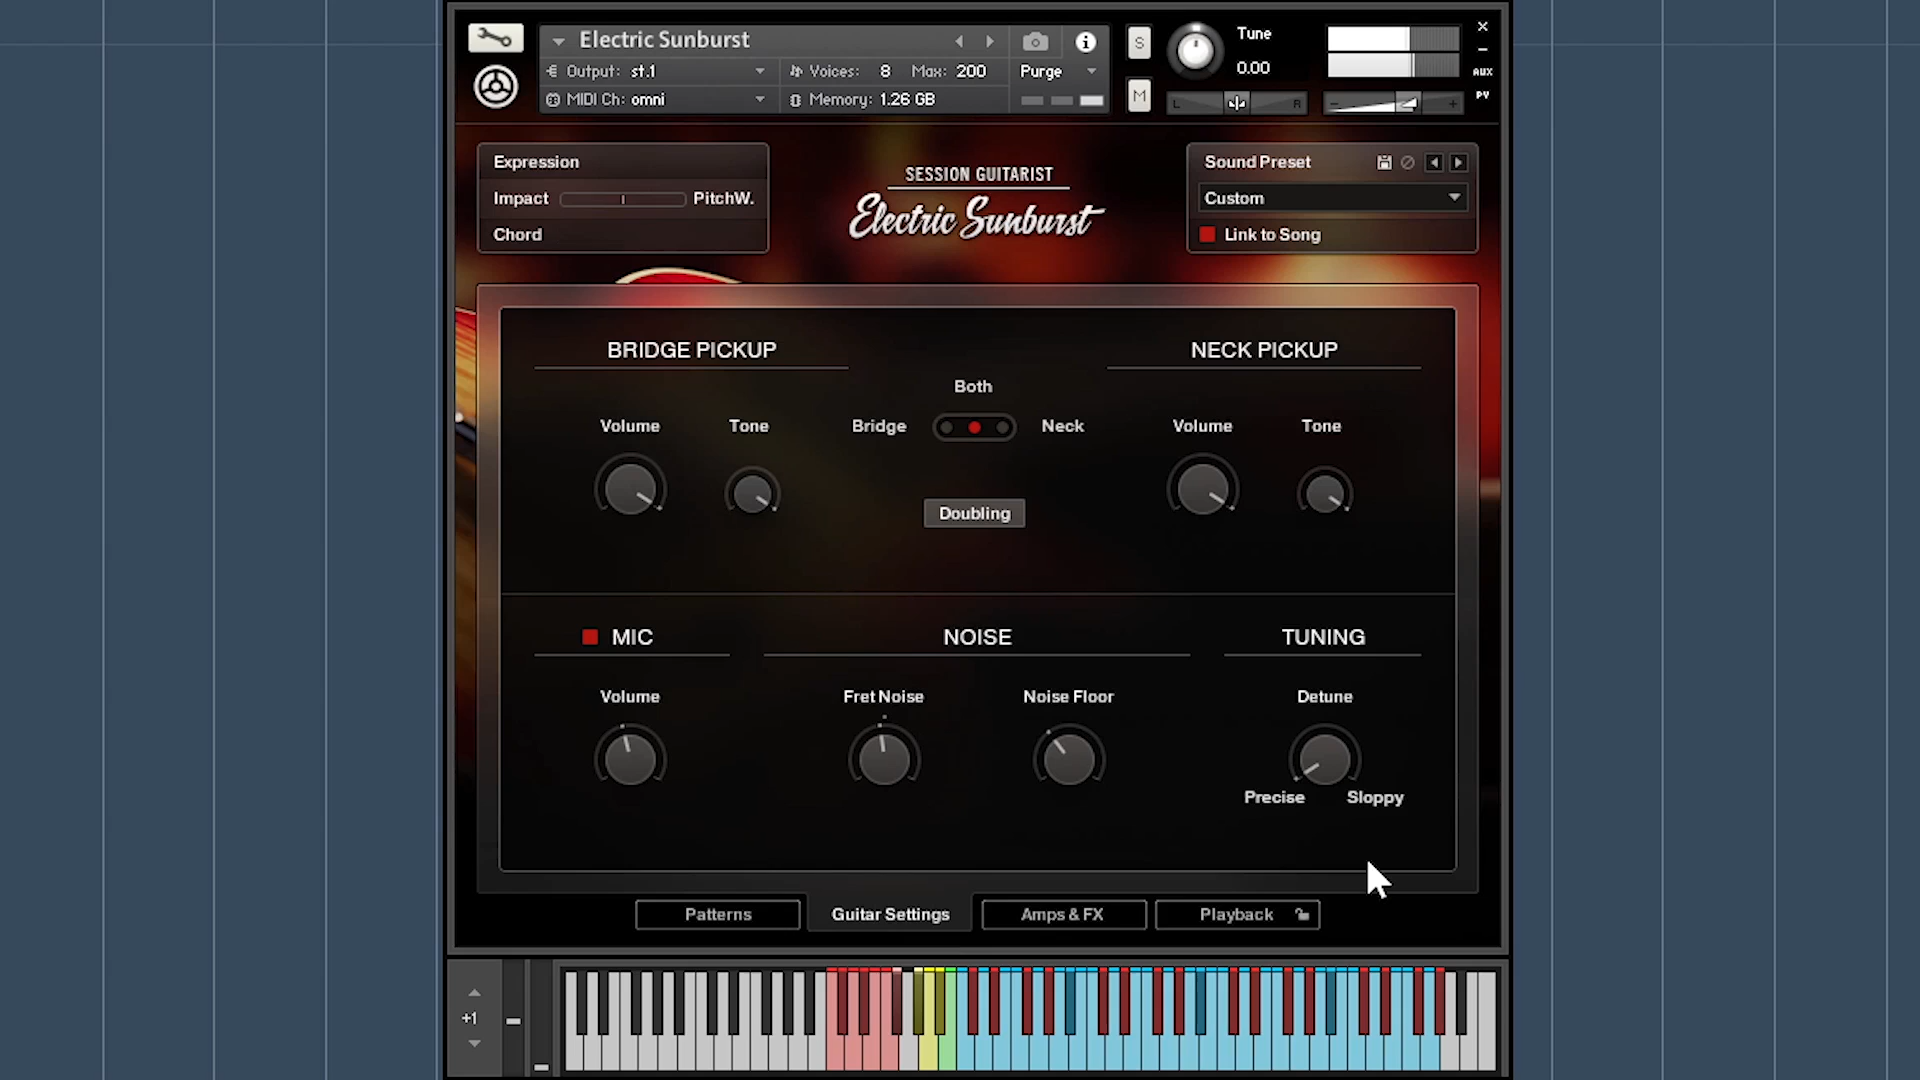 Electric Sunburst
Output: st.1
Voices: 8 Max: 200
Purge
MIDI Ch: omni
Memory: 1.26 GB
S
M
Tune
0.00
L
R
AUX
PV
Expression
Impact
PitchW.
Chord
SESSION GUITARIST
Electric Sunburst
Sound Preset
Custom
Link to Song
BRIDGE PICKUP
NECK PICKUP
Both
Volume
Tone
Bridge
Neck
Volume
Tone
Doubling
MIC
NOISE
TUNING
Volume
Fret Noise
Noise Floor
Detune
Precise
Sloppy
Patterns
Guitar Settings
Amps & FX
Playback
+1